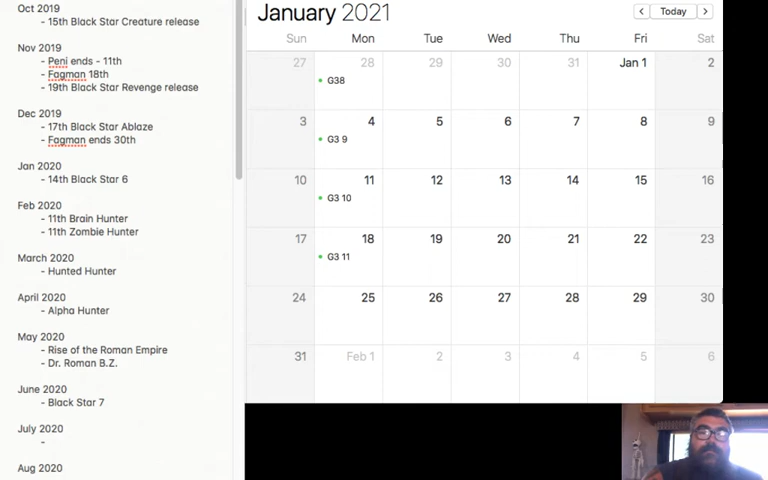 Oct 2019
- 15th Black Star Creature release
Nov 2019
- Peni ends - 11th
- Fagman 18th
- 19th Black Star Revenge release
Dec 2019
- 17th Black Star Ablaze
- Fagman ends 30th
Jan 2020
- 14th Black Star 6
Feb 2020
- 11th Brain Hunter
- 11th Zombie Hunter
March 2020
- Hunted Hunter
April 2020
- Alpha Hunter
May 2020
- Rise of the Roman Empire
- Dr. Roman B.Z.
June 2020
- Black Star 7
July 2020
-
Aug 2020
January 2021
< Today >
Sun Mon Tue Wed Thu Fri Sat
27 28 29 30 31 Jan 1 2
G38
3 4 5 6 7 8 9
G3 9
10 11 12 13 14 15 16
G3 10
17 18 19 20 21 22 23
G3 11
24 25 26 27 28 29 30
31 Feb 1 2 3 4 5 6